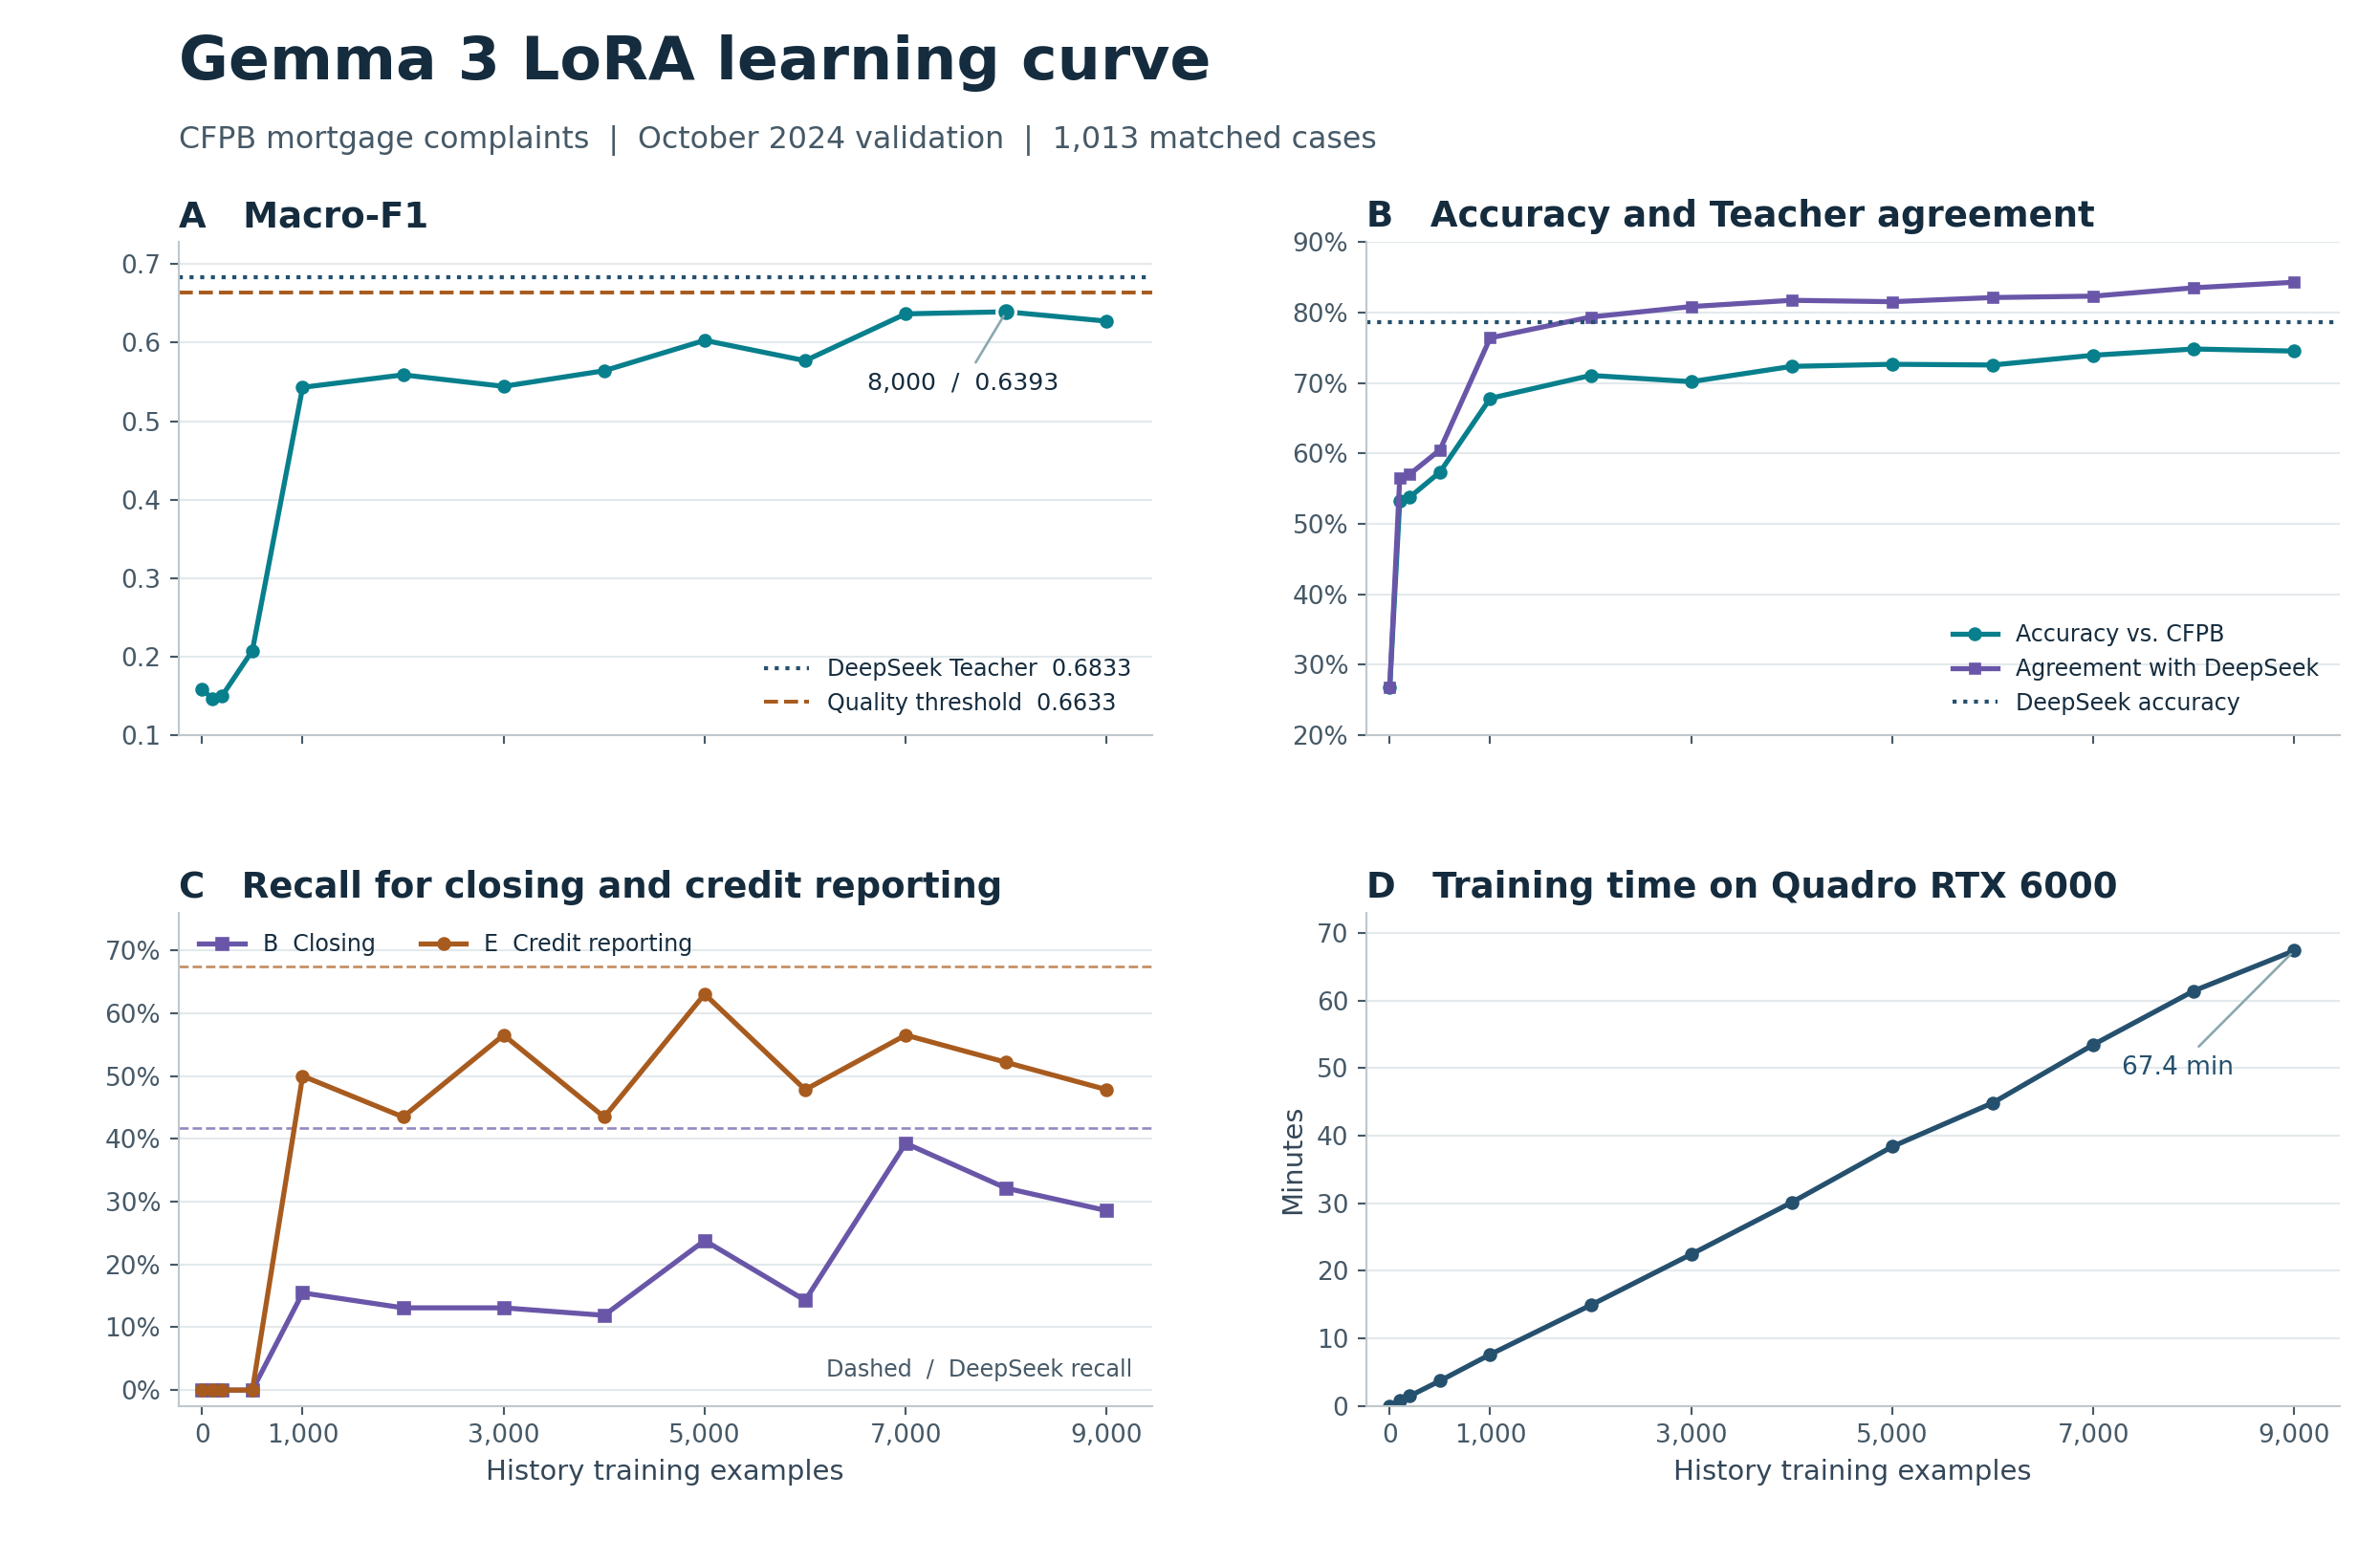 Gemma 3 LoRA learning curve
CFPB mortgage complaints | October 2024 validation | 1,013 matched cases
A Macro-F1
0.7
0.6
0.5
0.4
0.3
0.2
0.1
8,000 / 0.6393
DeepSeek Teacher 0.6833
Quality threshold 0.6633
B Accuracy and Teacher agreement
90%
80%
70%
60%
50%
40%
30%
20%
Accuracy vs. CFPB
Agreement with DeepSeek
DeepSeek accuracy
C Recall for closing and credit reporting
B Closing
E Credit reporting
70%
60%
50%
40%
30%
20%
10%
0%
Dashed / DeepSeek recall
0 1,000 3,000 5,000 7,000 9,000
History training examples
D Training time on Quadro RTX 6000
Minutes
70
60
50
40
30
20
10
0
67.4 min
0 1,000 3,000 5,000 7,000 9,000
History training examples